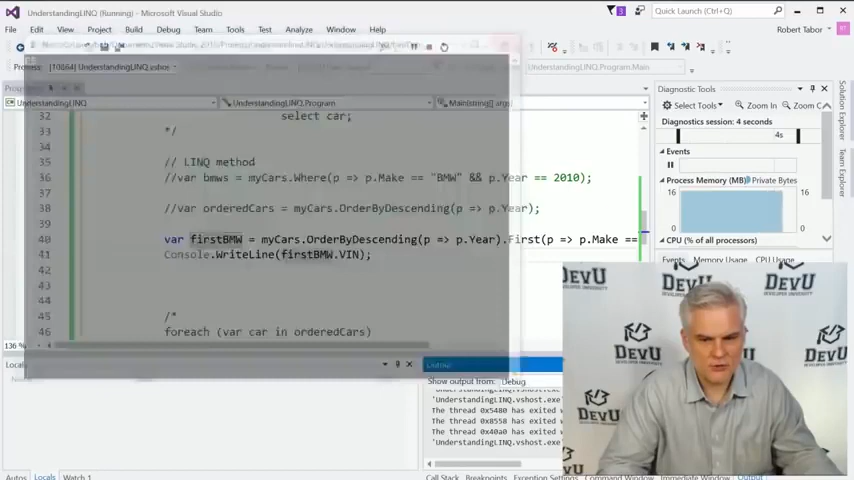 UnderstandingLINQ (Running) - Microsoft Visual Studio
3
Quick Launch (Ctrl+Q)
File Edit View Project Build Debug Team Tools Test Analyze Window Help
Robert Tabor
Process: [10864] UnderstandingLINQ.vshos
UnderstandingLINQ.Program.Main
UnderstandingLINQ
UnderstandingLINQ.Program
Main(string[] args)
32 select car;
33 */
34
35 // LINQ method
36 //var bmws = myCars.Where(p => p.Make == "BMW" && p.Year == 2010);
37
38 //var orderedCars = myCars.OrderByDescending(p => p.Year);
39
40 var firstBMW = myCars.OrderByDescending(p => p.Year).First(p => p.Make ==
41 Console.WriteLine(firstBMW.VIN);
42
43
44
45 /*
46 foreach (var car in orderedCars)
136 %
Diagnostic Tools
Select Tools Zoom In Zoom C
Diagnostics session: 4 seconds
4s
Events
Process Memory (MB) Private Bytes
16 16
0 0
CPU (% of all processors)
Events Memory Usage CPU Usage
Solution Explorer
Team Explorer
Locals
Output
Show output from: Debug
'UnderstandingLINQ.vshost.exe'
'UnderstandingLINQ.vshost.exe'
The thread 0x5480 has exited w
The thread 0x8558 has exited w
The thread 0x40a0 has exited w
'UnderstandingLINQ.vshost.exe'
Autos Locals Watch 1
Call Stack Breakpoints Exception Settings Command Window Immediate Window Output
DEVU
DEVELOPER UNIVERSITY
DEVU
DEVU
DEVU
DEVU
DEVU